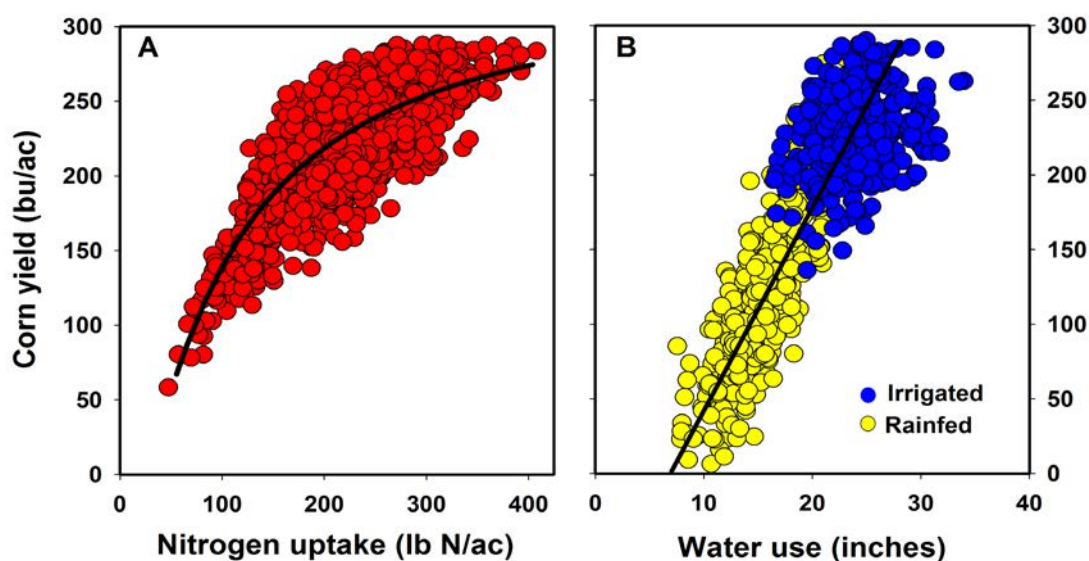 A
B
Corn yield (bu/ac)
300
250
200
150
100
50
0
0 100 200 300 400
Nitrogen uptake (lb N/ac)
Irrigated
Rainfed
300
250
200
150
100
50
0
0 10 20 30 40
Water use (inches)